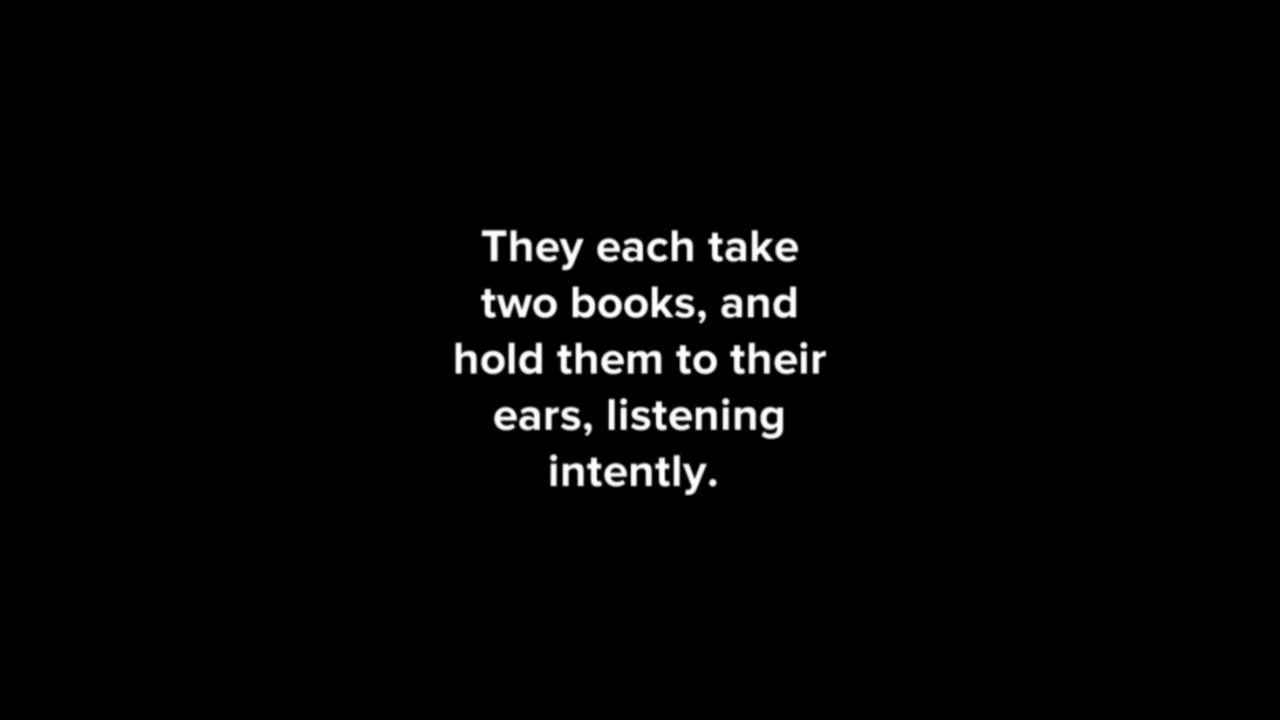 They each take
two books, and
hold them to their
ears, listening
intently.